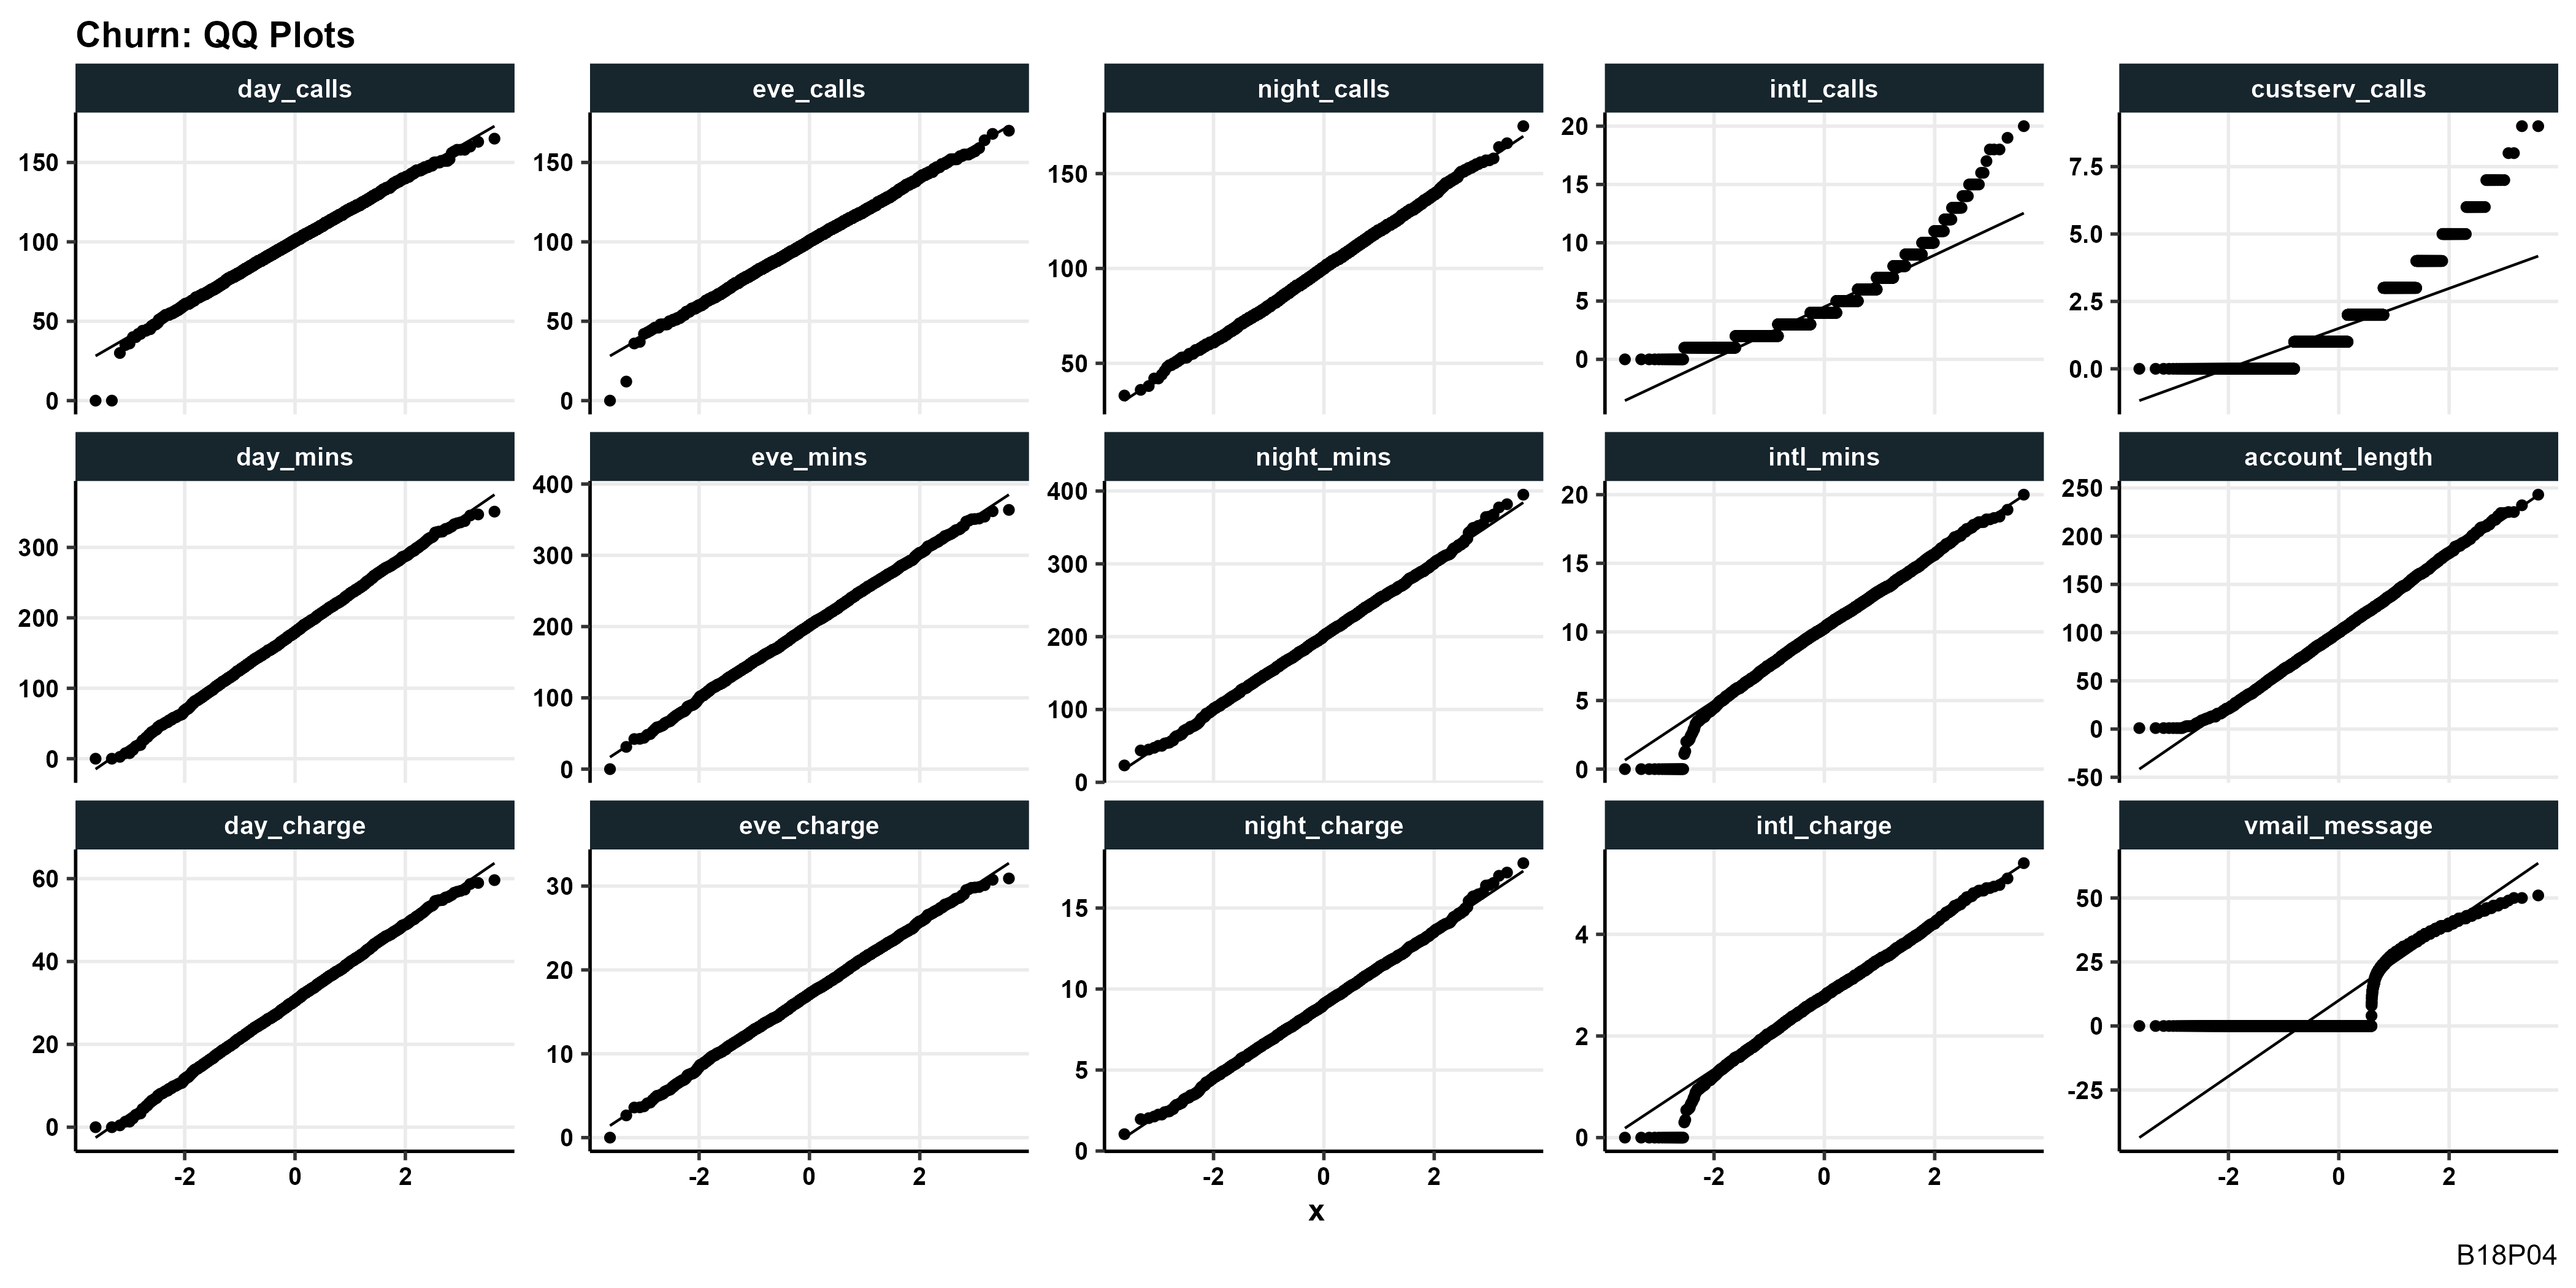 Churn: QQ Plots
day_calls eve_calls night_calls intl_calls custserv_calls
150 100 50 0
150 100 50 0
150 100 50
20 15 10 5 0
7.5 5.0 2.5 0.0
day_mins eve_mins night_mins intl_mins account_length
300 200 100 0
400 300 200 100 0
400 300 200 100 0
20 15 10 5 0
250 200 150 100 50 0 -50
day_charge eve_charge night_charge intl_charge vmail_message
60 40 20 0
30 20 10 0
15 10 5 0
4 2 0
50 25 0 -25
-2 0 2 -2 0 2 -2 0 2 -2 0 2 -2 0 2
x
B18P04